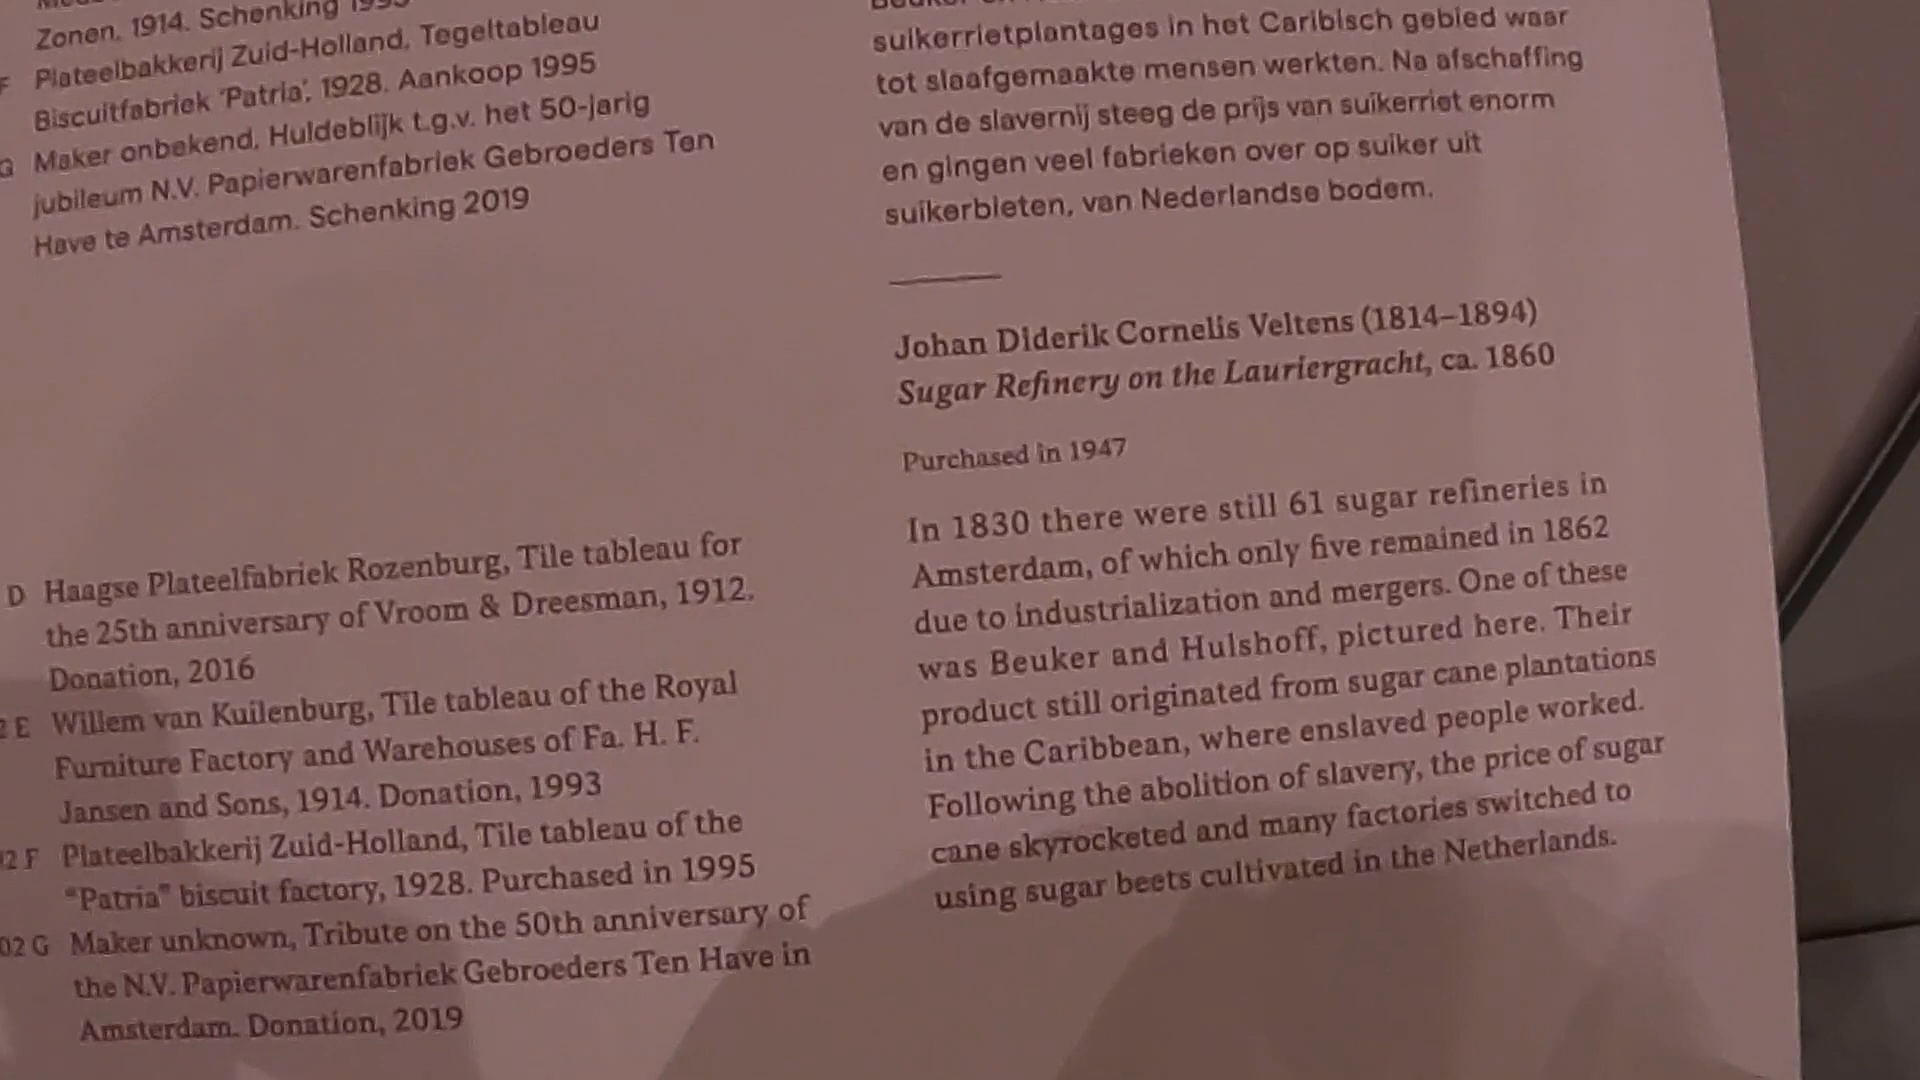 Zonen, 1914. Schenking
F Plateelbakkerij Zuid-Holland, Tegeltableau
Biscuitfabriek 'Patria', 1928. Aankoop 1995
G Maker onbekend, Huldeblijk t.g.v. het 50-jarig
jubileum N.V. Papierwarenfabriek Gebroeders Ten
Have te Amsterdam. Schenking 2019
D Haagse Plateelfabriek Rozenburg, Tile tableau for
the 25th anniversary of Vroom & Dreesman, 1912.
Donation, 2016
2 E Willem van Kuilenburg, Tile tableau of the Royal
Furniture Factory and Warehouses of Fa. H. F.
Jansen and Sons, 1914. Donation, 1993
2 F Plateelbakkerij Zuid-Holland, Tile tableau of the
“Patria” biscuit factory, 1928. Purchased in 1995
02 G Maker unknown, Tribute on the 50th anniversary of
the N.V. Papierwarenfabriek Gebroeders Ten Have in
Amsterdam. Donation, 2019
suikerrietplantages in het Caribisch gebied waar
tot slaafgemaakte mensen werkten. Na afschaffing
van de slavernij steeg de prijs van suikerriet enorm
en gingen veel fabrieken over op suiker uit
suikerbieten, van Nederlandse bodem.
Johan Diderik Cornelis Veltens (1814–1894)
Sugar Refinery on the Lauriergracht, ca. 1860
Purchased in 1947
In 1830 there were still 61 sugar refineries in
Amsterdam, of which only five remained in 1862
due to industrialization and mergers. One of these
was Beuker and Hulshoff, pictured here. Their
product still originated from sugar cane plantations
in the Caribbean, where enslaved people worked.
Following the abolition of slavery, the price of sugar
cane skyrocketed and many factories switched to
using sugar beets cultivated in the Netherlands.